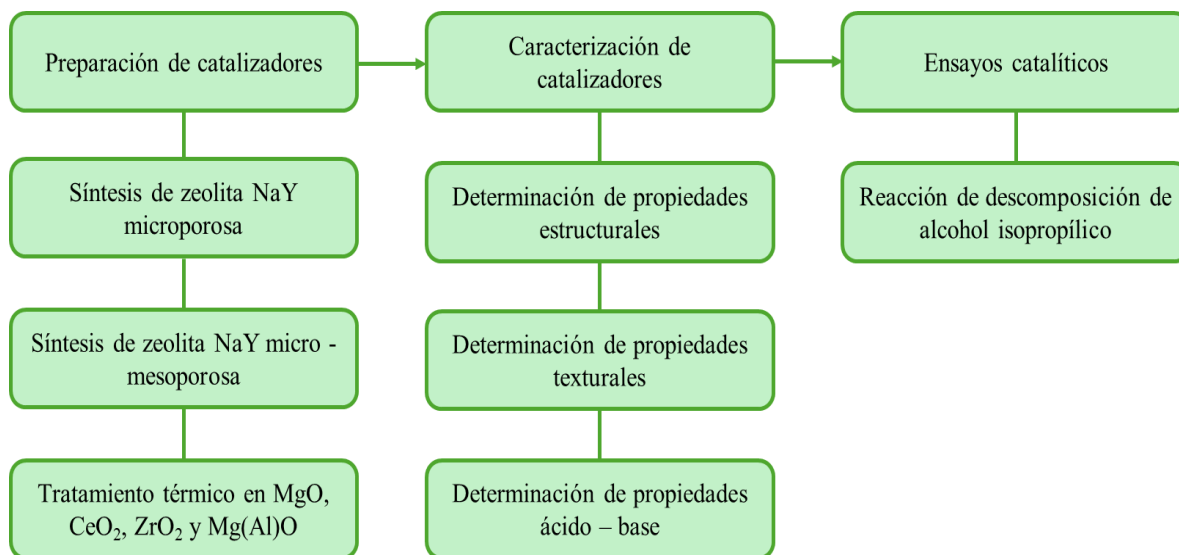 Preparación de catalizadores
Síntesis de zeolita NaY
microporosa
Síntesis de zeolita NaY micro -
mesoporosa
Tratamiento térmico en MgO,
CeO₂, ZrO₂ y Mg(Al)O
Caracterización de
catalizadores
Determinación de propiedades
estructurales
Determinación de propiedades
texturales
Determinación de propiedades
ácido – base
Ensayos catalíticos
Reacción de descomposición de
alcohol isopropílico